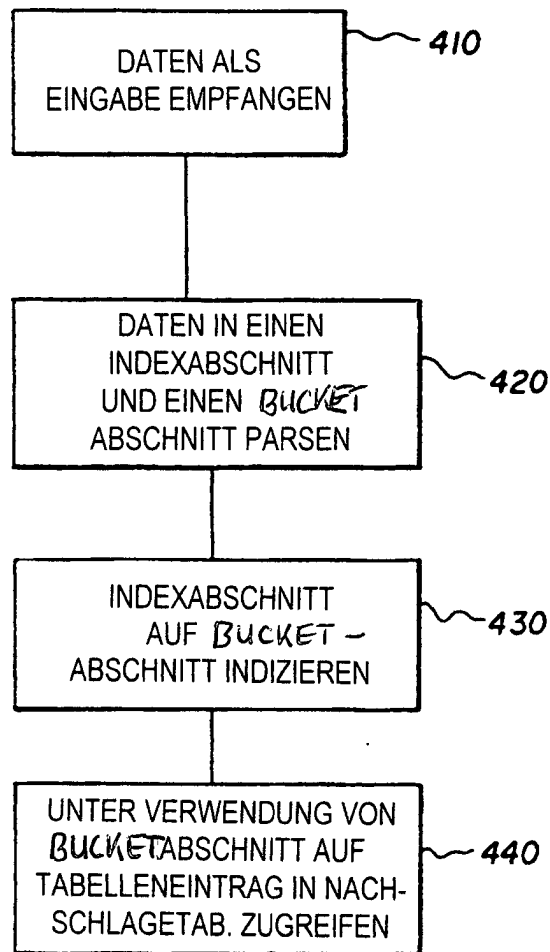 410
DATEN ALS
EINGABE EMPFANGEN
DATEN IN EINEN
INDEXABSCHNITT
UND EINEN BUCKET
ABSCHNITT PARSEN
420
INDEXABSCHNITT
AUF BUCKET -
ABSCHNITT INDIZIEREN
430
UNTER VERWENDUNG VON
BUCKETABSCHNITT AUF
TABELLENEINTRAG IN NACH-
SCHLAGETAB. ZUGREIFEN
440